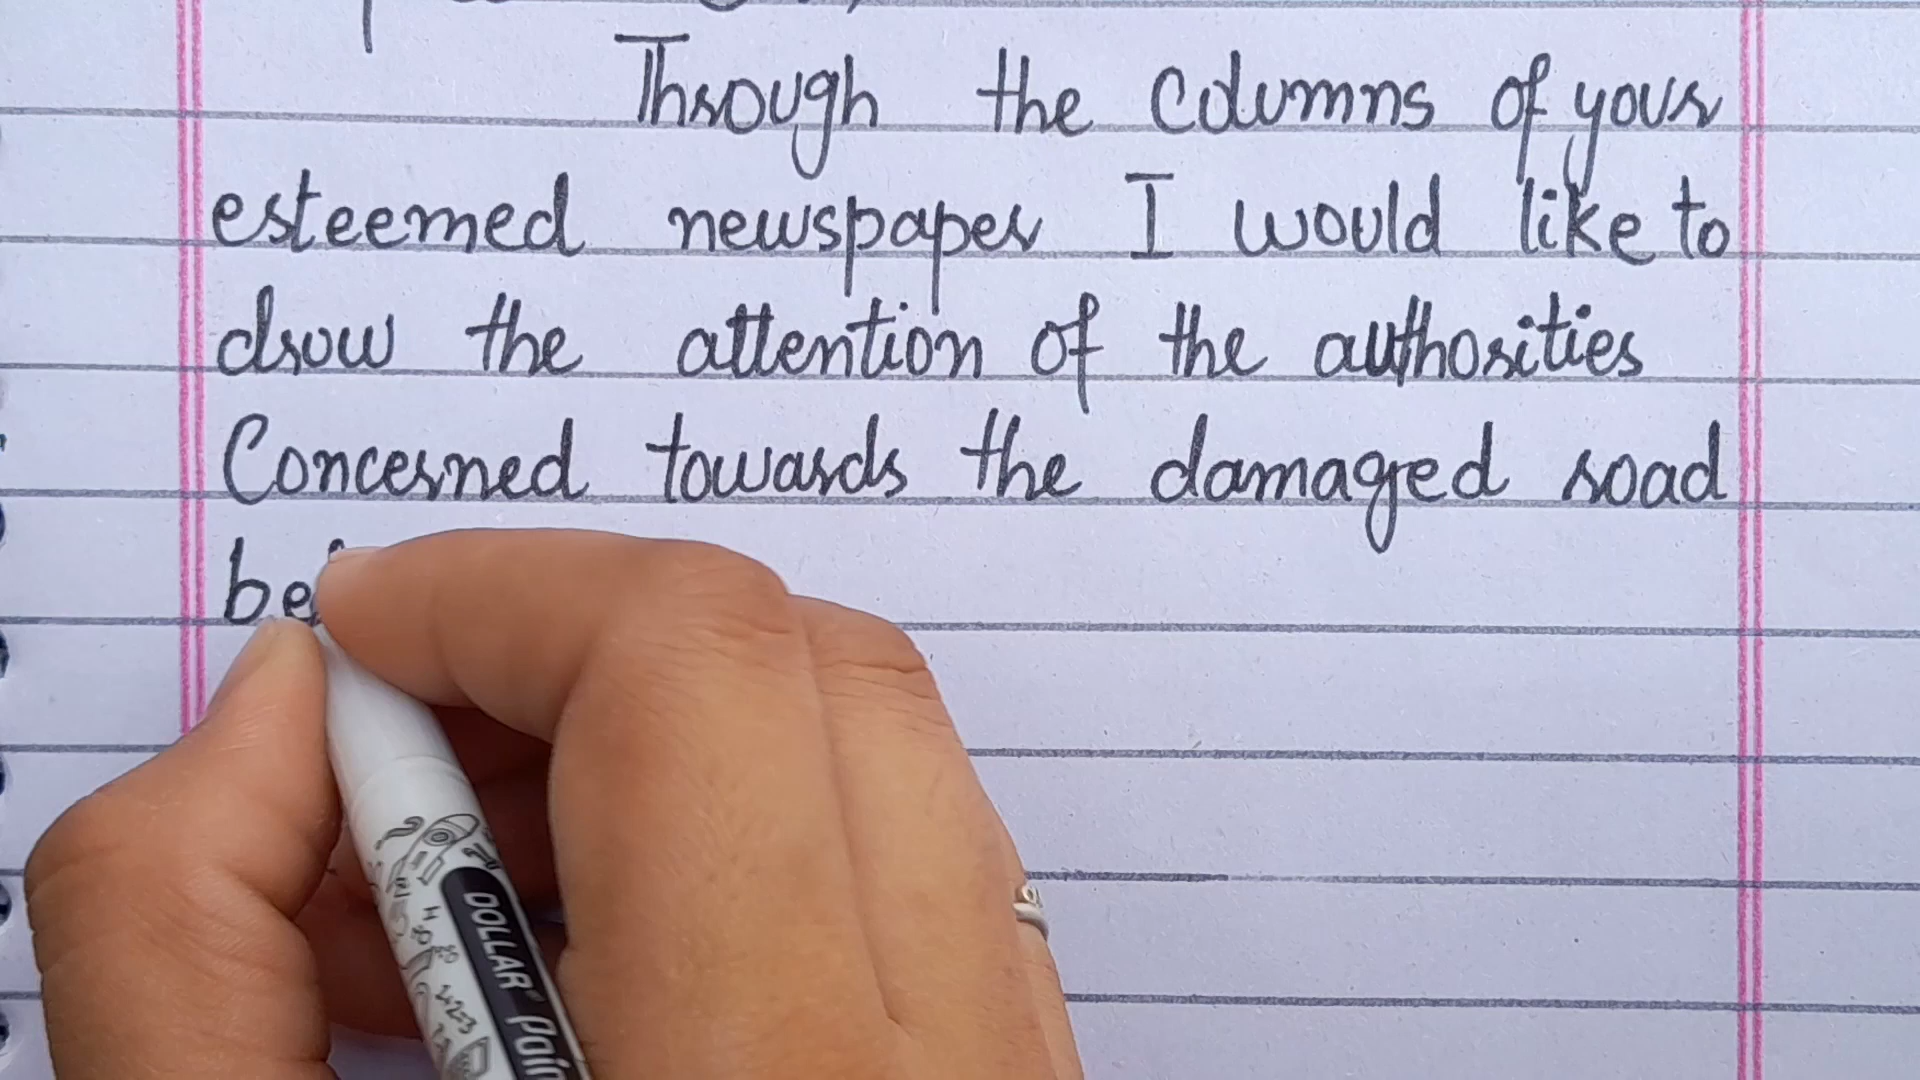 Through the columns of your
esteemed newspaper I would like to
draw the attention of the authorities
Concerned towards the damaged road
DOLLAR